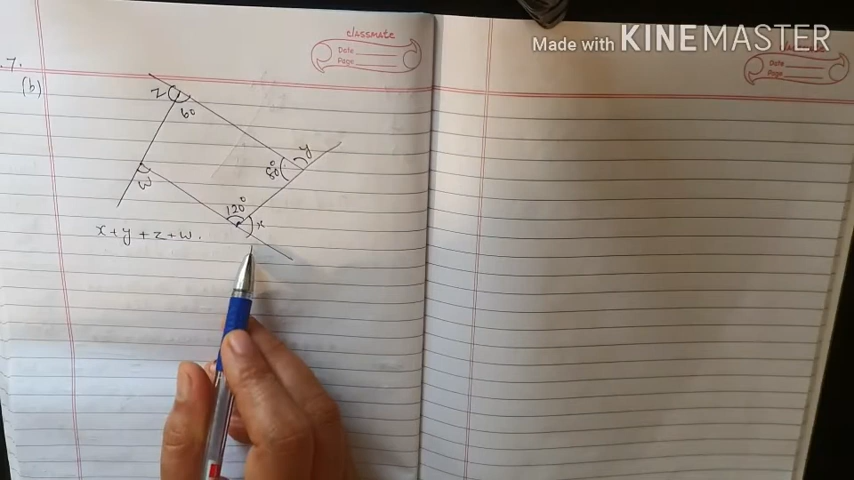 Made with KINEMASTER
classmate
Date
Page
Date
Page
.7.
(b)
z
60
y
80°
w
120°
x
x+y+z+w.